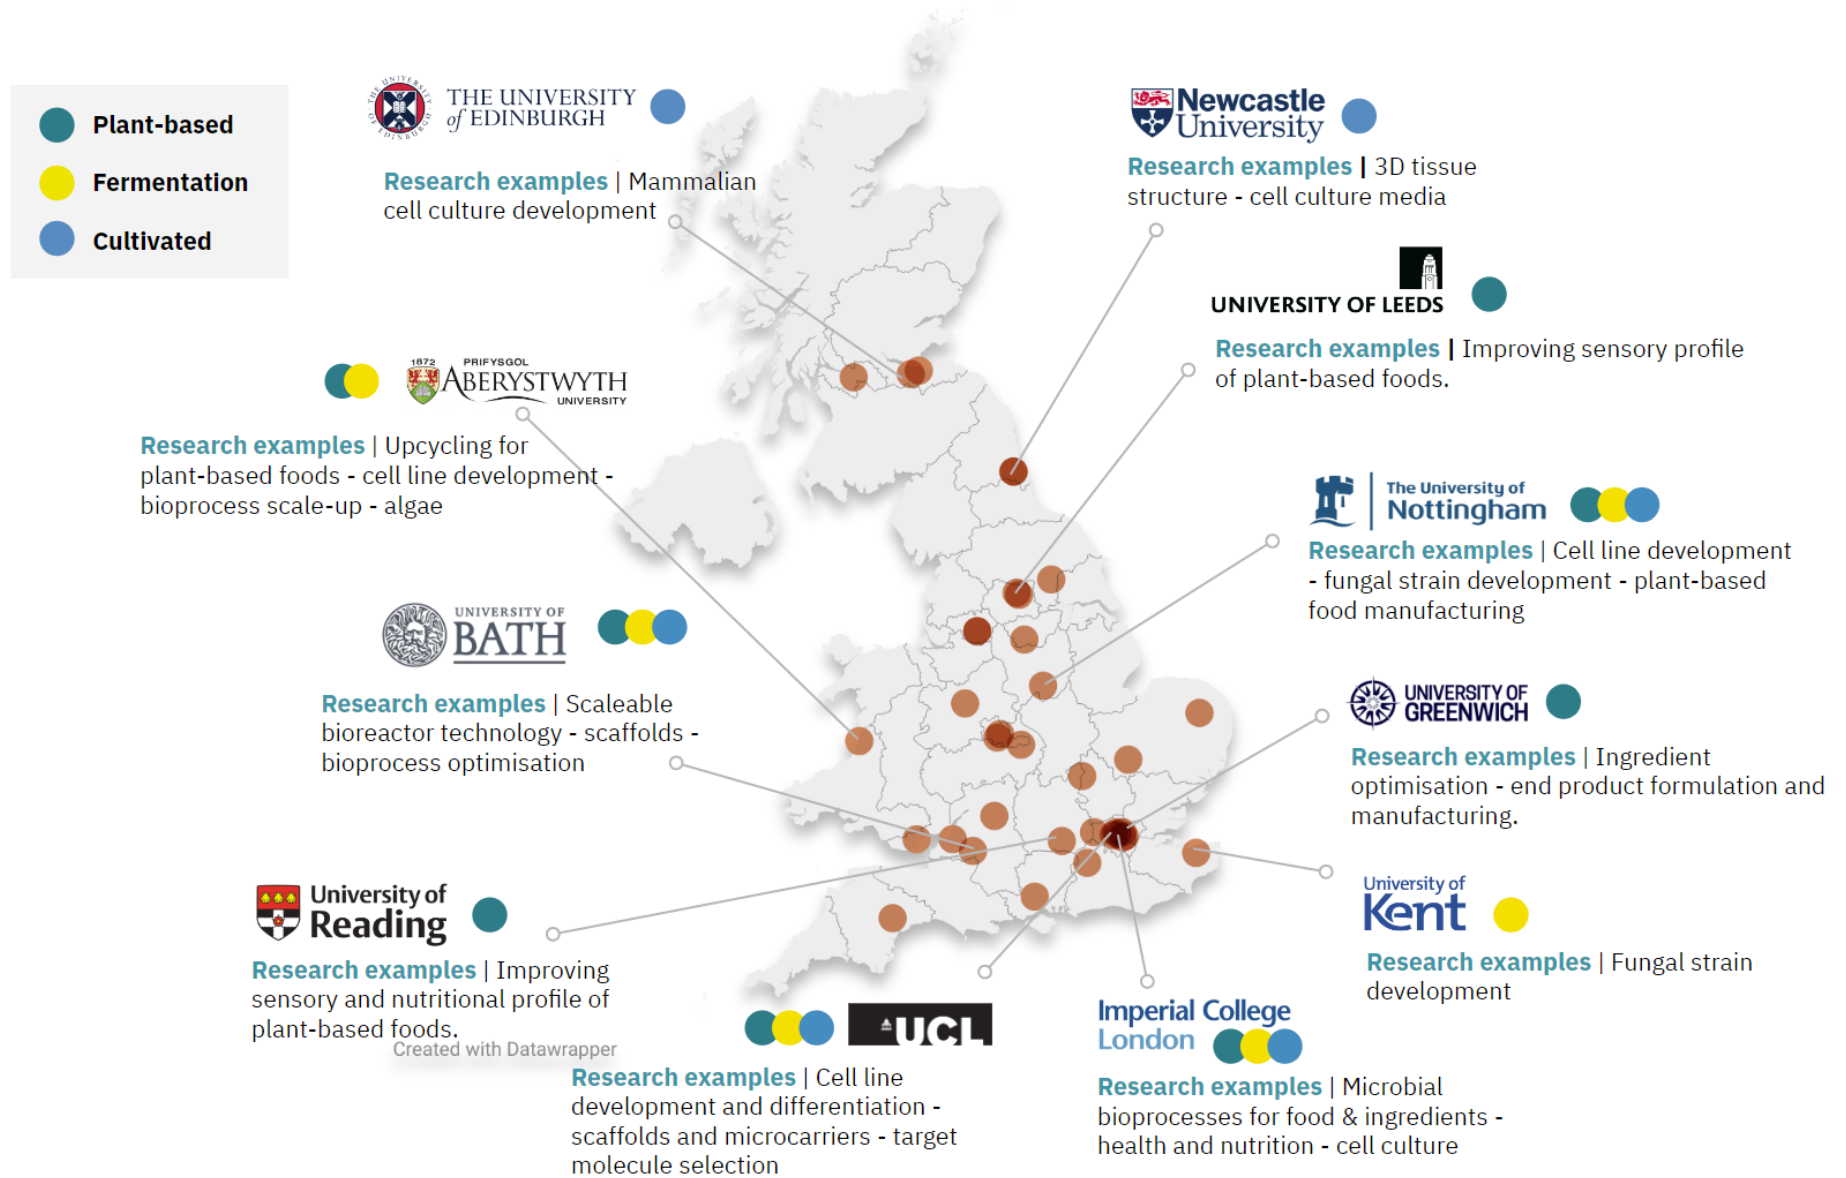 Plant-based
Fermentation
Cultivated
THE UNIVERSITY
of EDINBURGH
Research examples | Mammalian
cell culture development
Newcastle
University
Research examples | 3D tissue
structure - cell culture media
UNIVERSITY OF LEEDS
Research examples | Improving sensory profile
of plant-based foods.
1872
PRIFYSGOL
ABERYSTWYTH
UNIVERSITY
Research examples | Upcycling for
plant-based foods - cell line development -
bioprocess scale-up - algae
The University of
Nottingham
Research examples | Cell line development
- fungal strain development - plant-based
food manufacturing
UNIVERSITY OF
BATH
Research examples | Scaleable
bioreactor technology - scaffolds -
bioprocess optimisation
UNIVERSITY OF
GREENWICH
Research examples | Ingredient
optimisation - end product formulation and
manufacturing.
University of
Reading
Research examples | Improving
sensory and nutritional profile of
plant-based foods.
Created with Datawrapper
University of
Kent
Research examples | Fungal strain
development
UCL
Research examples | Cell line
development and differentiation -
scaffolds and microcarriers - target
molecule selection
Imperial College
London
Research examples | Microbial
bioprocesses for food & ingredients -
health and nutrition - cell culture